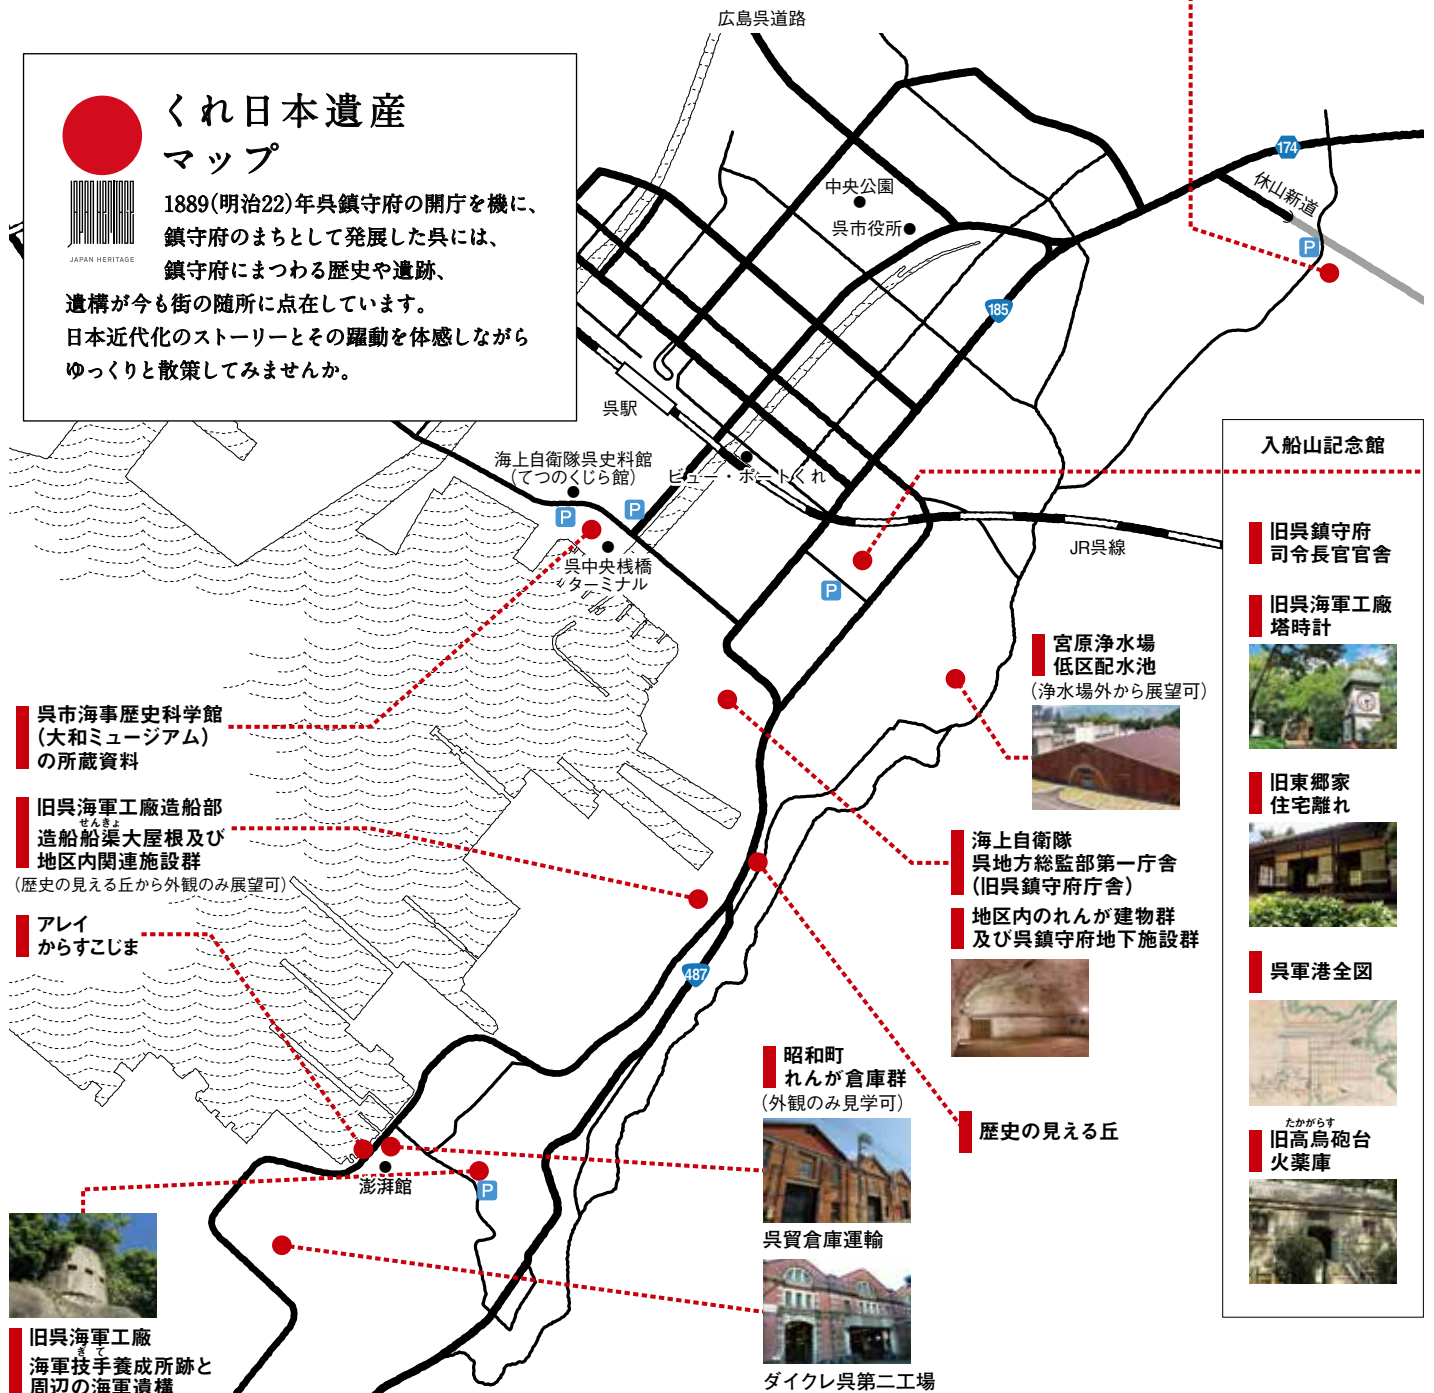 広島呉道路
くれ日本遺産
マップ
JAPAN HERITAGE
1889(明治22)年呉鎮守府の開庁を機に、
鎮守府のまちとして発展した呉には、
鎮守府にまつわる歴史や遺跡、
遺構が今も街の随所に点在しています。
日本近代化のストーリーとその躍動を体感しながら
ゆっくりと散策してみませんか。
174
休山新道
P
中央公園
呉市役所
185
呉駅
海上自衛隊呉史料館
(てつのくじら館)
ビュー・ポートくれ
P
P
呉中央桟橋
ターミナル
JR呉線
P
入船山記念館
旧呉鎮守府
司令長官官舎
旧呉海軍工廠
塔時計
旧東郷家
住宅離れ
呉軍港全図
たかがらす
旧高烏砲台
火薬庫
宮原浄水場
低区配水池
(浄水場外から展望可)
呉市海事歴史科学館
(大和ミュージアム)
の所蔵資料
旧呉海軍工廠造船部
せんきょ
造船船渠大屋根及び
地区内関連施設群
(歴史の見える丘から外観のみ展望可)
アレイ
からすこじま
海上自衛隊
呉地方総監部第一庁舎
(旧呉鎮守府庁舎)
地区内のれんが建物群
及び呉鎮守府地下施設群
487
昭和町
れんが倉庫群
(外観のみ見学可)
歴史の見える丘
澎湃館
P
呉貿倉庫運輸
ダイクレ呉第二工場
旧呉海軍工廠
ぎて
海軍技手養成所跡と
周辺の海軍遺構